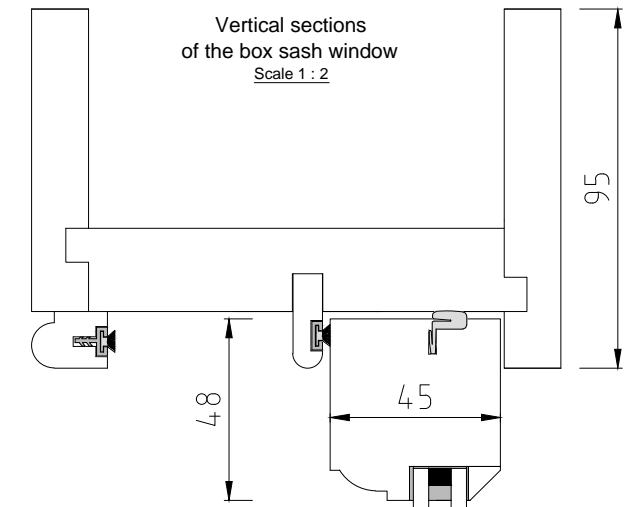 Vertical sections
of the box sash window
Scale 1 : 2
95
48
45